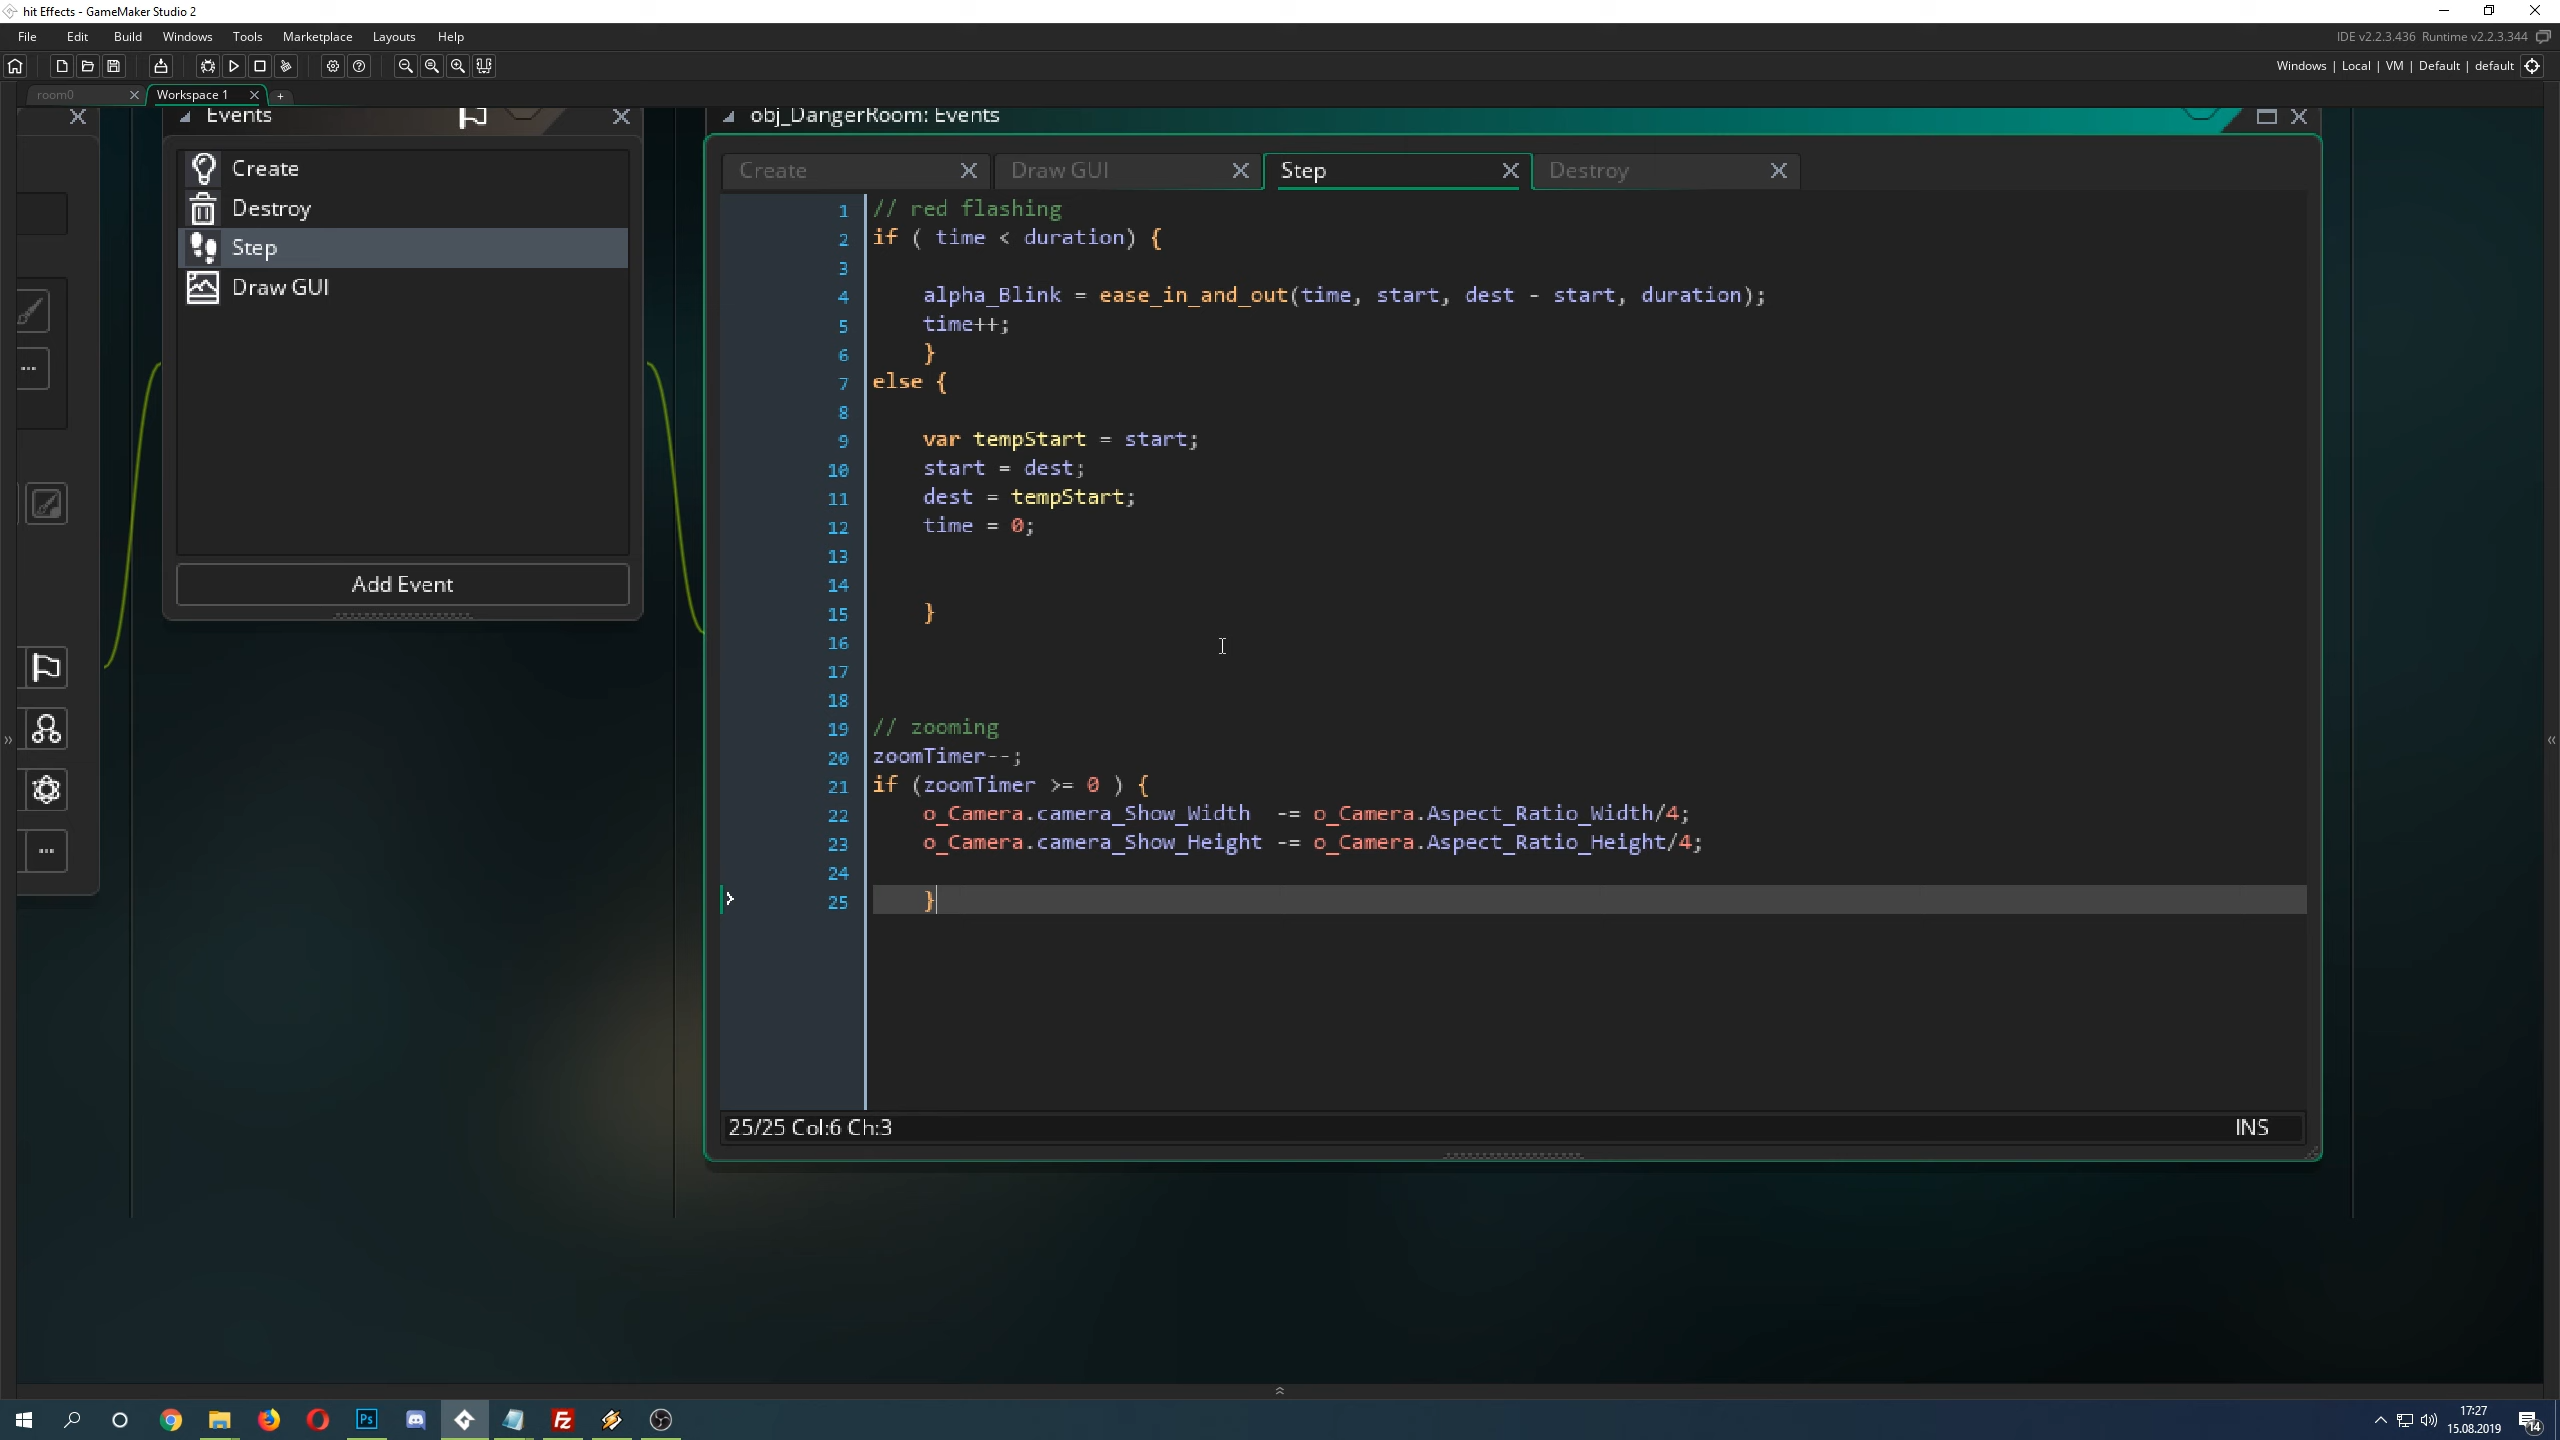 hit Effects - GameMaker Studio 2
File Edit Build Windows Tools Marketplace Layouts Help
IDE v2.2.3.436 Runtime v2.2.3.344
Windows | Local | VM | Default | default
room0 Workspace 1
Events
Create
Destroy
Step
Draw GUI
Add Event
obj_DangerRoom: Events
Create Draw GUI Step Destroy
1 // red flashing
2 if ( time < duration) {
3
4 alpha_Blink = ease_in_and_out(time, start, dest - start, duration);
5 time++;
6 }
7 else {
8
9 var tempStart = start;
10 start = dest;
11 dest = tempStart;
12 time = 0;
13
14
15 }
16
17
18
19 // zooming
20 zoomTimer--;
21 if (zoomTimer >= 0 ) {
22 o_Camera.camera_Show_Width -= o_Camera.Aspect_Ratio_Width/4;
23 o_Camera.camera_Show_Height -= o_Camera.Aspect_Ratio_Height/4;
24
25 }
25/25 Col:6 Ch:3 INS
Ps
Fz
17:27
15.08.2019
14